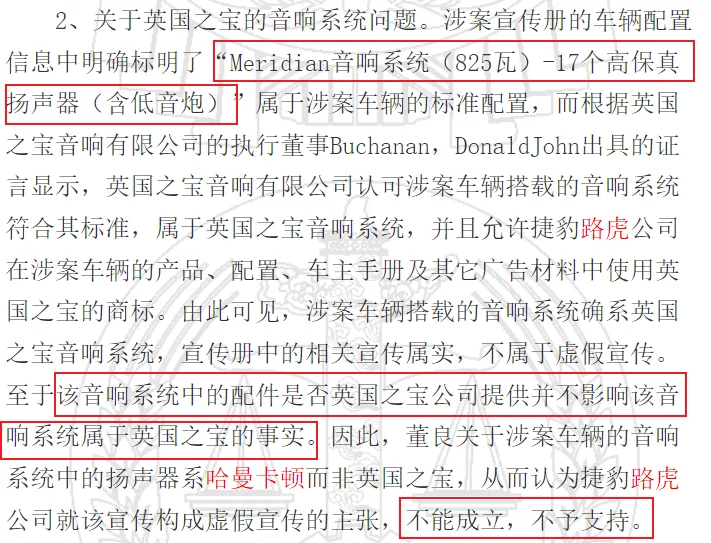 2、关于英国之宝的音响系统问题。涉案宣传册的车辆配置
信息中明确标明了“Meridian音响系统（825瓦）-17个高保真
扬声器（含低音炮）”属于涉案车辆的标准配置，而根据英国
之宝音响有限公司的执行董事Buchanan，DonaldJohn出具的证
言显示，英国之宝音响有限公司认可涉案车辆搭载的音响系统
符合其标准，属于英国之宝音响系统，并且允许捷豹路虎公司
在涉案车辆的产品、配置、车主手册及其它广告材料中使用英
国之宝的商标。由此可见，涉案车辆搭载的音响系统确系英国
之宝音响系统，宣传册中的相关宣传属实，不属于虚假宣传。
至于该音响系统中的配件是否英国之宝公司提供并不影响该音
响系统属于英国之宝的事实。因此，董良关于涉案车辆的音响
系统中的扬声器系哈曼卡顿而非英国之宝，从而认为捷豹路虎
公司就该宣传构成虚假宣传的主张，不能成立，不予支持。